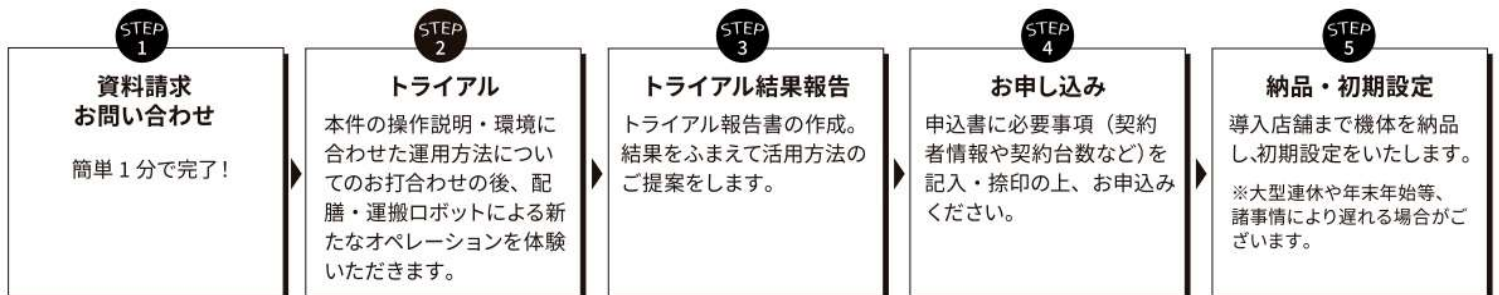 STEP
1
資料請求
お問い合わせ
簡単1分で完了!
STEP
2
トライアル
本件の操作説明・環境に
合わせた運用方法につい
てのお打合わせの後、配
膳・運搬ロボットによる新
たなオペレーションを体験
いただきます。
STEP
3
トライアル結果報告
トライアル報告書の作成。
結果をふまえて活用方法の
ご提案をします。
STEP
4
お申し込み
申込書に必要事項（契約
者情報や契約台数など）を
記入・捺印の上、お申込み
ください。
STEP
5
納品・初期設定
導入店舗まで機体を納品
し、初期設定をいたします。
※大型連休や年末年始等、
諸事情により遅れる場合がご
ざいます。